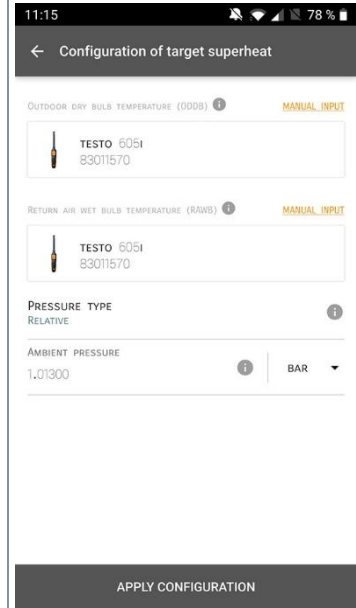 11:15 78 %
Configuration of target superheat
OUTDOOR DRY BULB TEMPERATURE (ODDB) MANUAL INPUT
TESTO 605I
83011570
RETURN AIR WET BULB TEMPERATURE (RAWB) MANUAL INPUT
TESTO 605I
83011570
PRESSURE TYPE
RELATIVE
AMBIENT PRESSURE
1.01300 BAR
APPLY CONFIGURATION